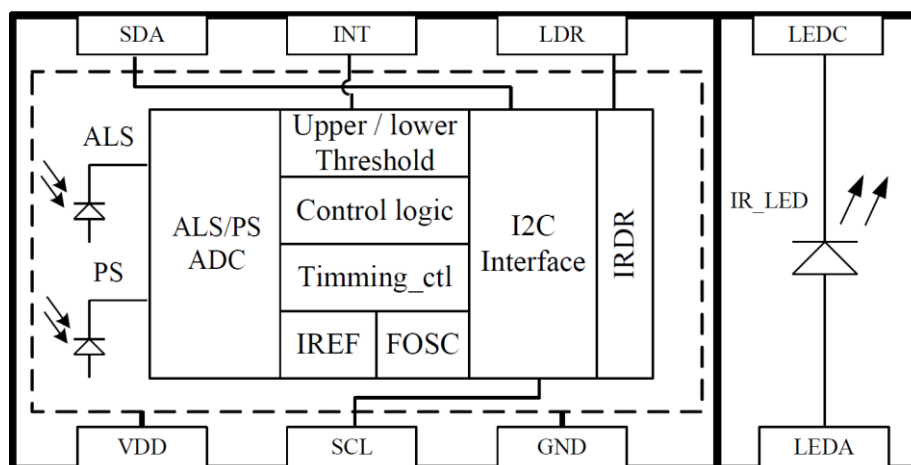 SDA
INT
LDR
LEDC
ALS
PS
ALS/PS
ADC
Upper / lower
Threshold
Control logic
Timming_ctl
IREF
FOSC
I2C
Interface
IRDR
IR_LED
VDD
SCL
GND
LEDA